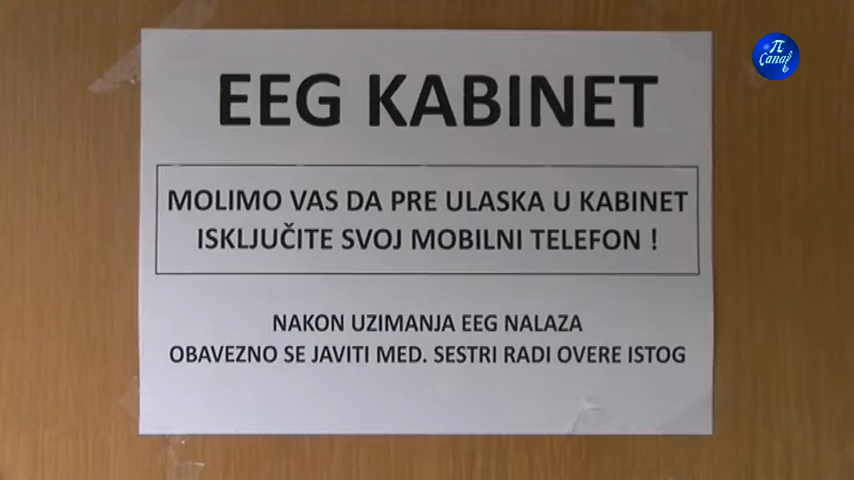 EEG KABINET
MOLIMO VAS DA PRE ULASKA U KABINET
ISKLJUČITE SVOJ MOBILNI TELEFON !
NAKON UZIMANJA EEG NALAZA
OBAVEZNO SE JAVITI MED. SESTRI RADI OVERE ISTOG
π
Canal